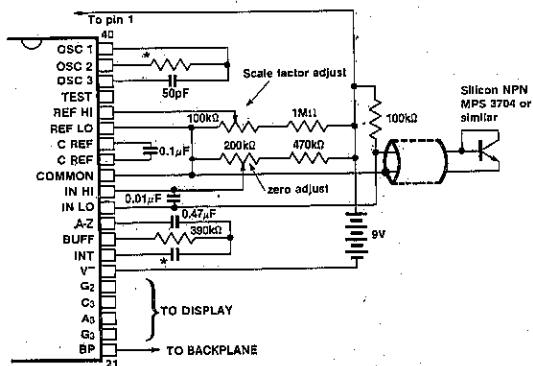 To pin 1
40
OSC 1
OSC 2
OSC 3
TEST
REF HI
REF LO
C REF
C REF
COMMON
IN HI
IN LO
A-Z
BUFF
INT
V⁻
G2
C3
A3
G3
BP
21
*
50pF
Scale factor adjust
100kΩ
1MΩ
0.1µF
200kΩ
470kΩ
zero adjust
0.01µF
0.47µF
390kΩ
*
100kΩ
9V
Silicon NPN
MPS 3704 or
similar
TO DISPLAY
TO BACKPLANE